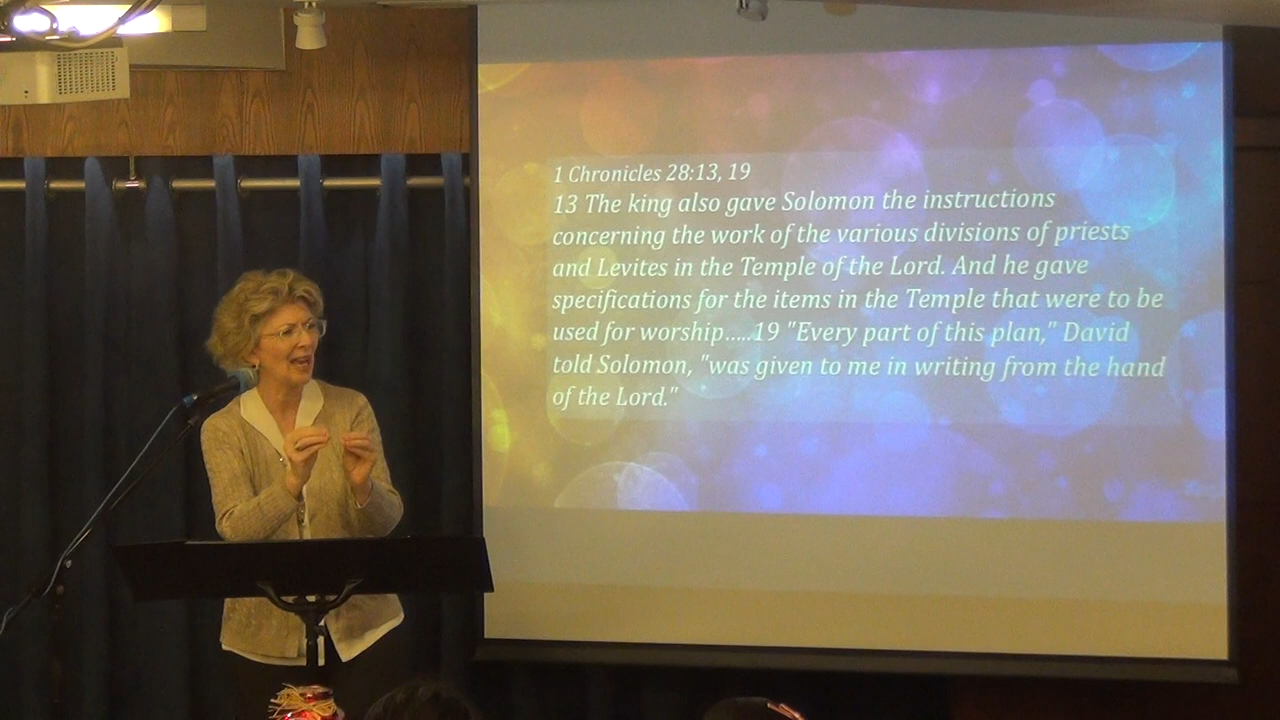 1 Chronicles 28:13, 19
13 The king also gave Solomon the instructions
concerning the work of the various divisions of priests
and Levites in the Temple of the Lord. And he gave
specifications for the items in the Temple that were to be
used for worship.....19 "Every part of this plan," David
told Solomon, "was given to me in writing from the hand
of the Lord."